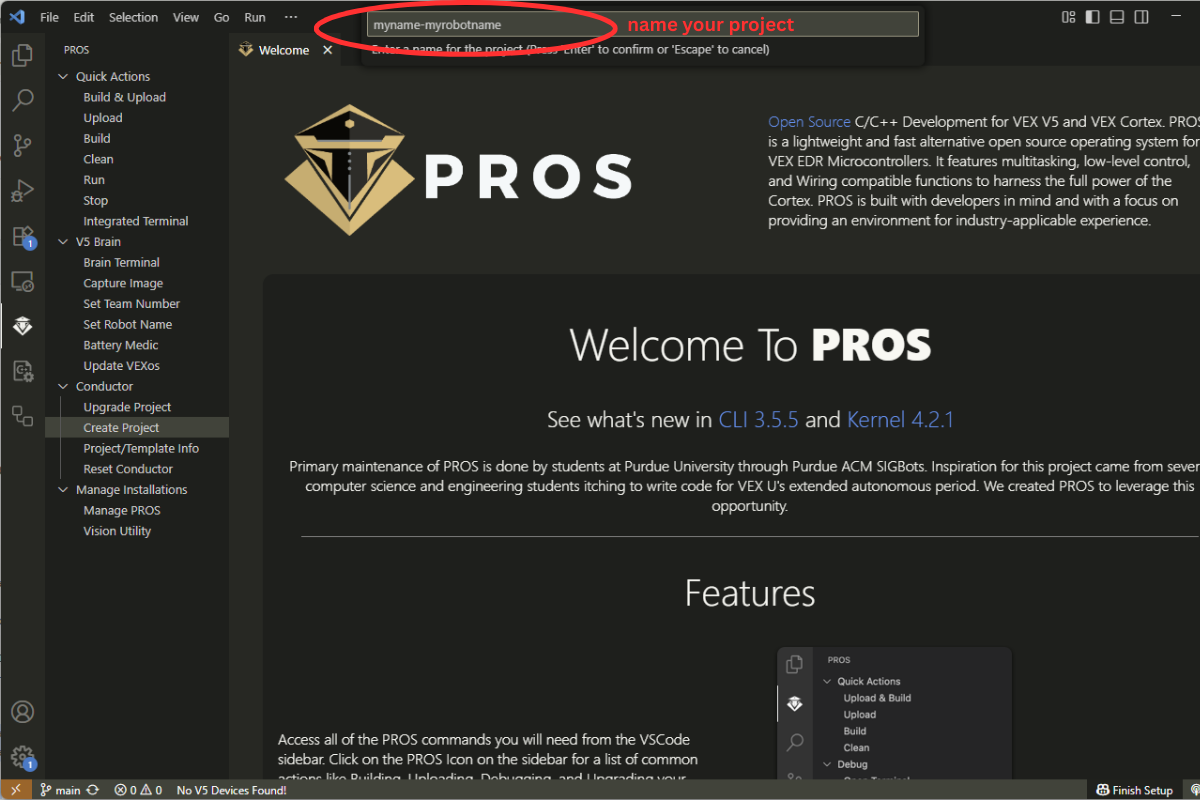 File Edit Selection View Go Run ...
myname-myrobotname
name your project
Enter a name for the project (Press 'Enter' to confirm or 'Escape' to cancel)
PROS
Welcome
Quick Actions
Build & Upload
Upload
Build
Clean
Run
Stop
Integrated Terminal
V5 Brain
Brain Terminal
Capture Image
Set Team Number
Set Robot Name
Battery Medic
Update VEXos
Conductor
Upgrade Project
Create Project
Project/Template Info
Reset Conductor
Manage Installations
Manage PROS
Vision Utility
1
1
PROS
Open Source C/C++ Development for VEX V5 and VEX Cortex. PROS
is a lightweight and fast alternative open source operating system for
VEX EDR Microcontrollers. It features multitasking, low-level control,
and Wiring compatible functions to harness the full power of the
Cortex. PROS is built with developers in mind and with a focus on
providing an environment for industry-applicable experience.
Welcome To PROS
See what's new in CLI 3.5.5 and Kernel 4.2.1
Primary maintenance of PROS is done by students at Purdue University through Purdue ACM SIGBots. Inspiration for this project came from sever
computer science and engineering students itching to write code for VEX U's extended autonomous period. We created PROS to leverage this
opportunity.
Features
Access all of the PROS commands you will need from the VSCode
sidebar. Click on the PROS Icon on the sidebar for a list of common
actions like Building, Uploading, Debugging, and Upgrading your
PROS
Quick Actions
Upload & Build
Upload
Build
Clean
Debug
Open Terminal
main 0 0 No V5 Devices Found! Finish Setup